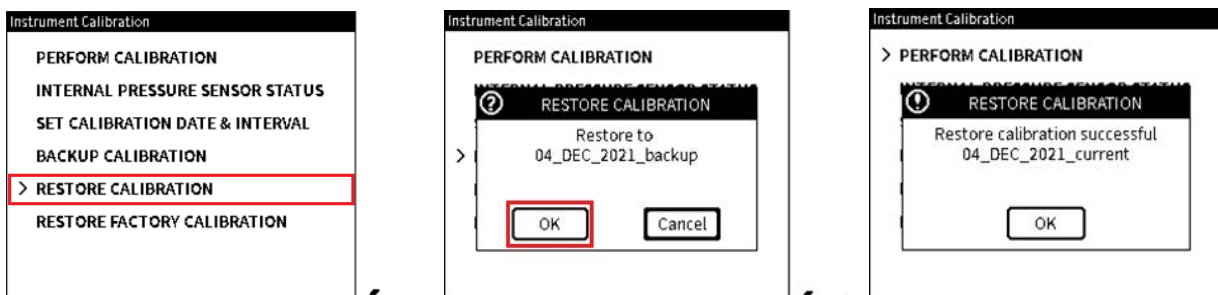 Instrument Calibration
PERFORM CALIBRATION
INTERNAL PRESSURE SENSOR STATUS
SET CALIBRATION DATE & INTERVAL
BACKUP CALIBRATION
> RESTORE CALIBRATION
RESTORE FACTORY CALIBRATION
Instrument Calibration
PERFORM CALIBRATION
RESTORE CALIBRATION
Restore to
04_DEC_2021_backup
>
OK Cancel
Instrument Calibration
> PERFORM CALIBRATION
RESTORE CALIBRATION
Restore calibration successful
04_DEC_2021_current
OK